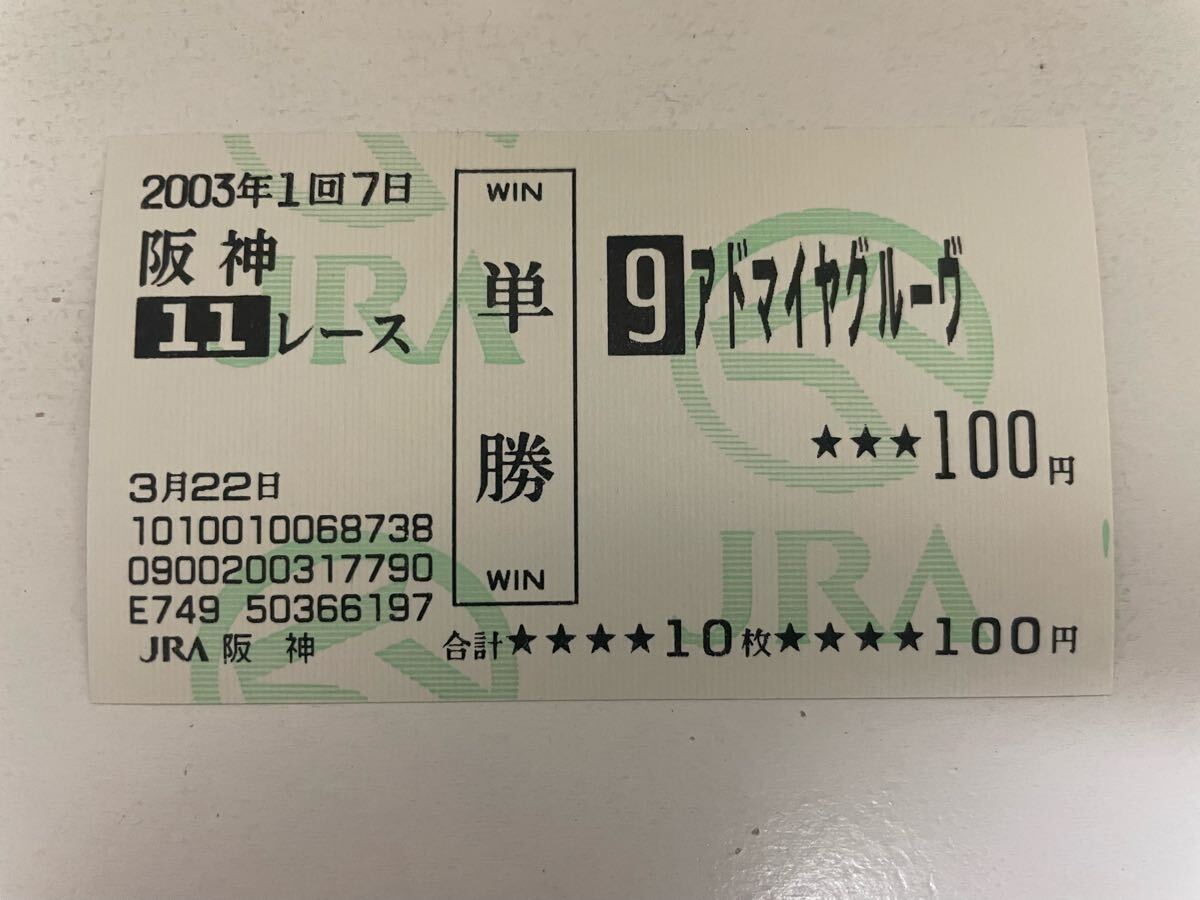 2003年1回7日
阪神
11レース
3月22日
1010010068738
0900200317790
E749 50366197
JRA 阪 神
WIN
単勝
WIN
9 アドマイヤグルーヴ
★★★100円
合計★★★★10枚★★★★100円
JRA
JRA